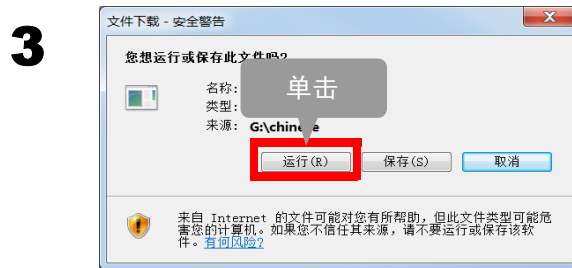 3
文件下载 - 安全警告
您想运行或保存此文件吗?
单击
名称:
类型:
来源: G:\chinese
运行(R) 保存(S) 取消
来自 Internet 的文件可能对您有所帮助，但此文件类型可能危
害您的计算机。如果您不信任其来源，请不要运行或保存该软
件。有何风险?